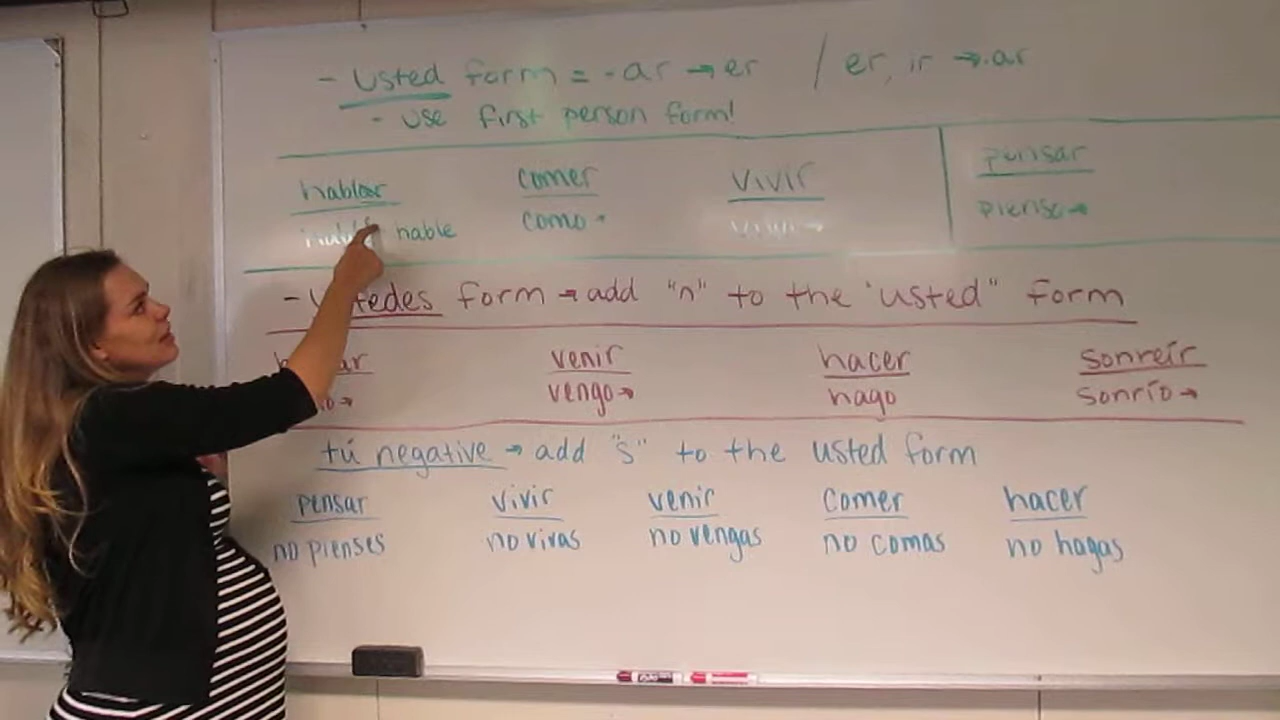 - Usted form = -ar → er / er, ir → .ar
- use first person form!
hablar comer vivir pensar
hable como→ pienso→
form → add "n" to the "usted" form
venir hacer sonreír
vengo→ hago sonrío→
tú negative → add "s" to the usted form
pensar vivir venir comer hacer
no pienses no vivas no vengas no comas no hagas